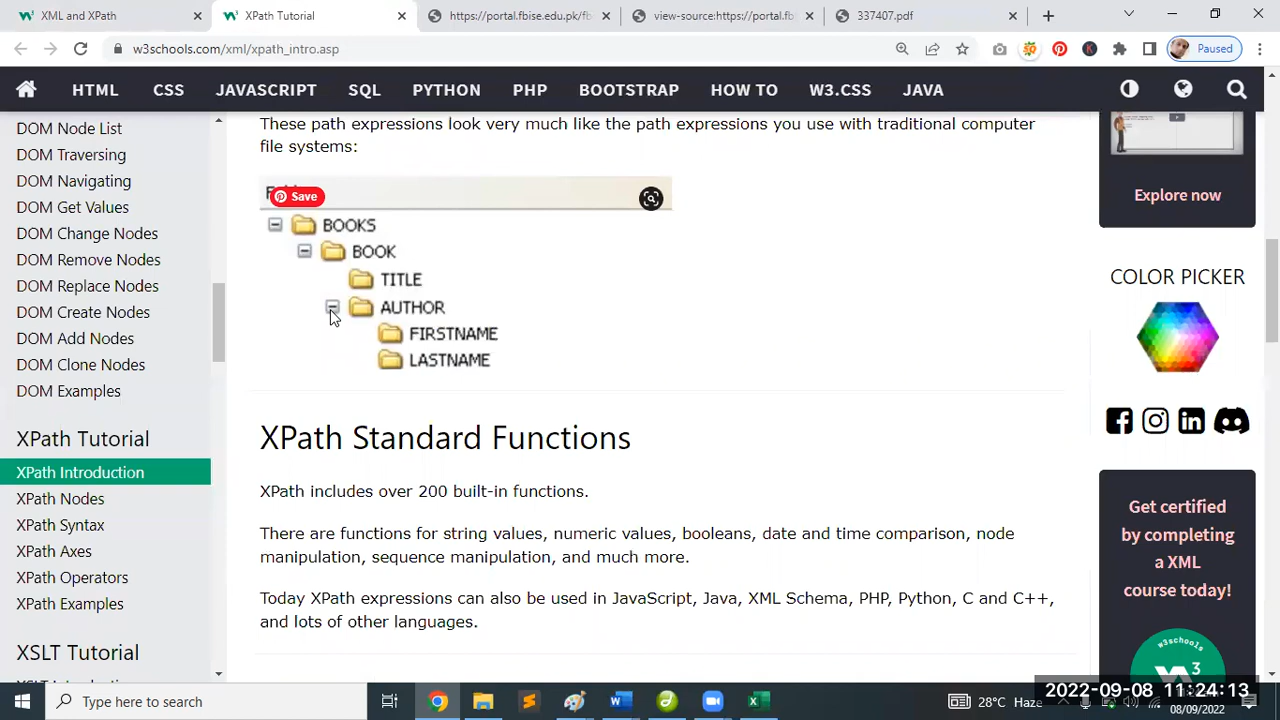 XML and XPath
XPath Tutorial
https://portal.fbise.edu.pk/fb
view-source:https://portal.fb
337407.pdf
w3schools.com/xml/xpath_intro.asp
Paused
HTML
CSS
JAVASCRIPT
SQL
PYTHON
PHP
BOOTSTRAP
HOW TO
W3.CSS
JAVA
DOM Node List
DOM Traversing
DOM Navigating
DOM Get Values
DOM Change Nodes
DOM Remove Nodes
DOM Replace Nodes
DOM Create Nodes
DOM Add Nodes
DOM Clone Nodes
DOM Examples
XPath Tutorial
XPath Introduction
XPath Nodes
XPath Syntax
XPath Axes
XPath Operators
XPath Examples
XSLT Tutorial
These path expressions look very much like the path expressions you use with traditional computer
file systems:
Save
BOOKS
BOOK
TITLE
AUTHOR
FIRSTNAME
LASTNAME
XPath Standard Functions
XPath includes over 200 built-in functions.
There are functions for string values, numeric values, booleans, date and time comparison, node
manipulation, sequence manipulation, and much more.
Today XPath expressions can also be used in JavaScript, Java, XML Schema, PHP, Python, C and C++,
and lots of other languages.
Explore now
COLOR PICKER
Get certified
by completing
a XML
course today!
w3schools
Type here to search
28°C Haze
2022-09-08 11:24:13
08/09/2022